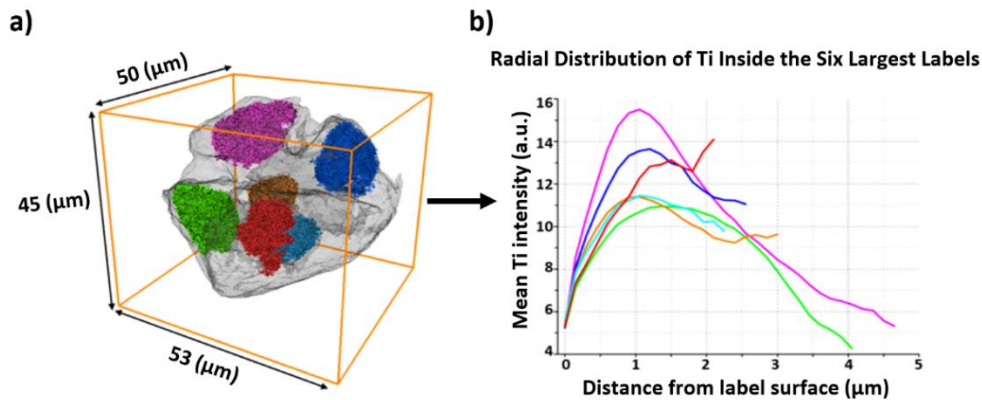 a)
50 (µm)
45 (µm)
53 (µm)
b)
Radial Distribution of Ti Inside the Six Largest Labels
Mean Ti intensity (a.u.)
16
14
12
10
8
6
4
0
1
2
3
4
5
Distance from label surface (µm)